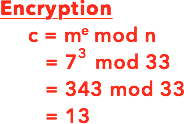 Encryption
c = mᵉ mod n
= 7³ mod 33
= 343 mod 33
= 13